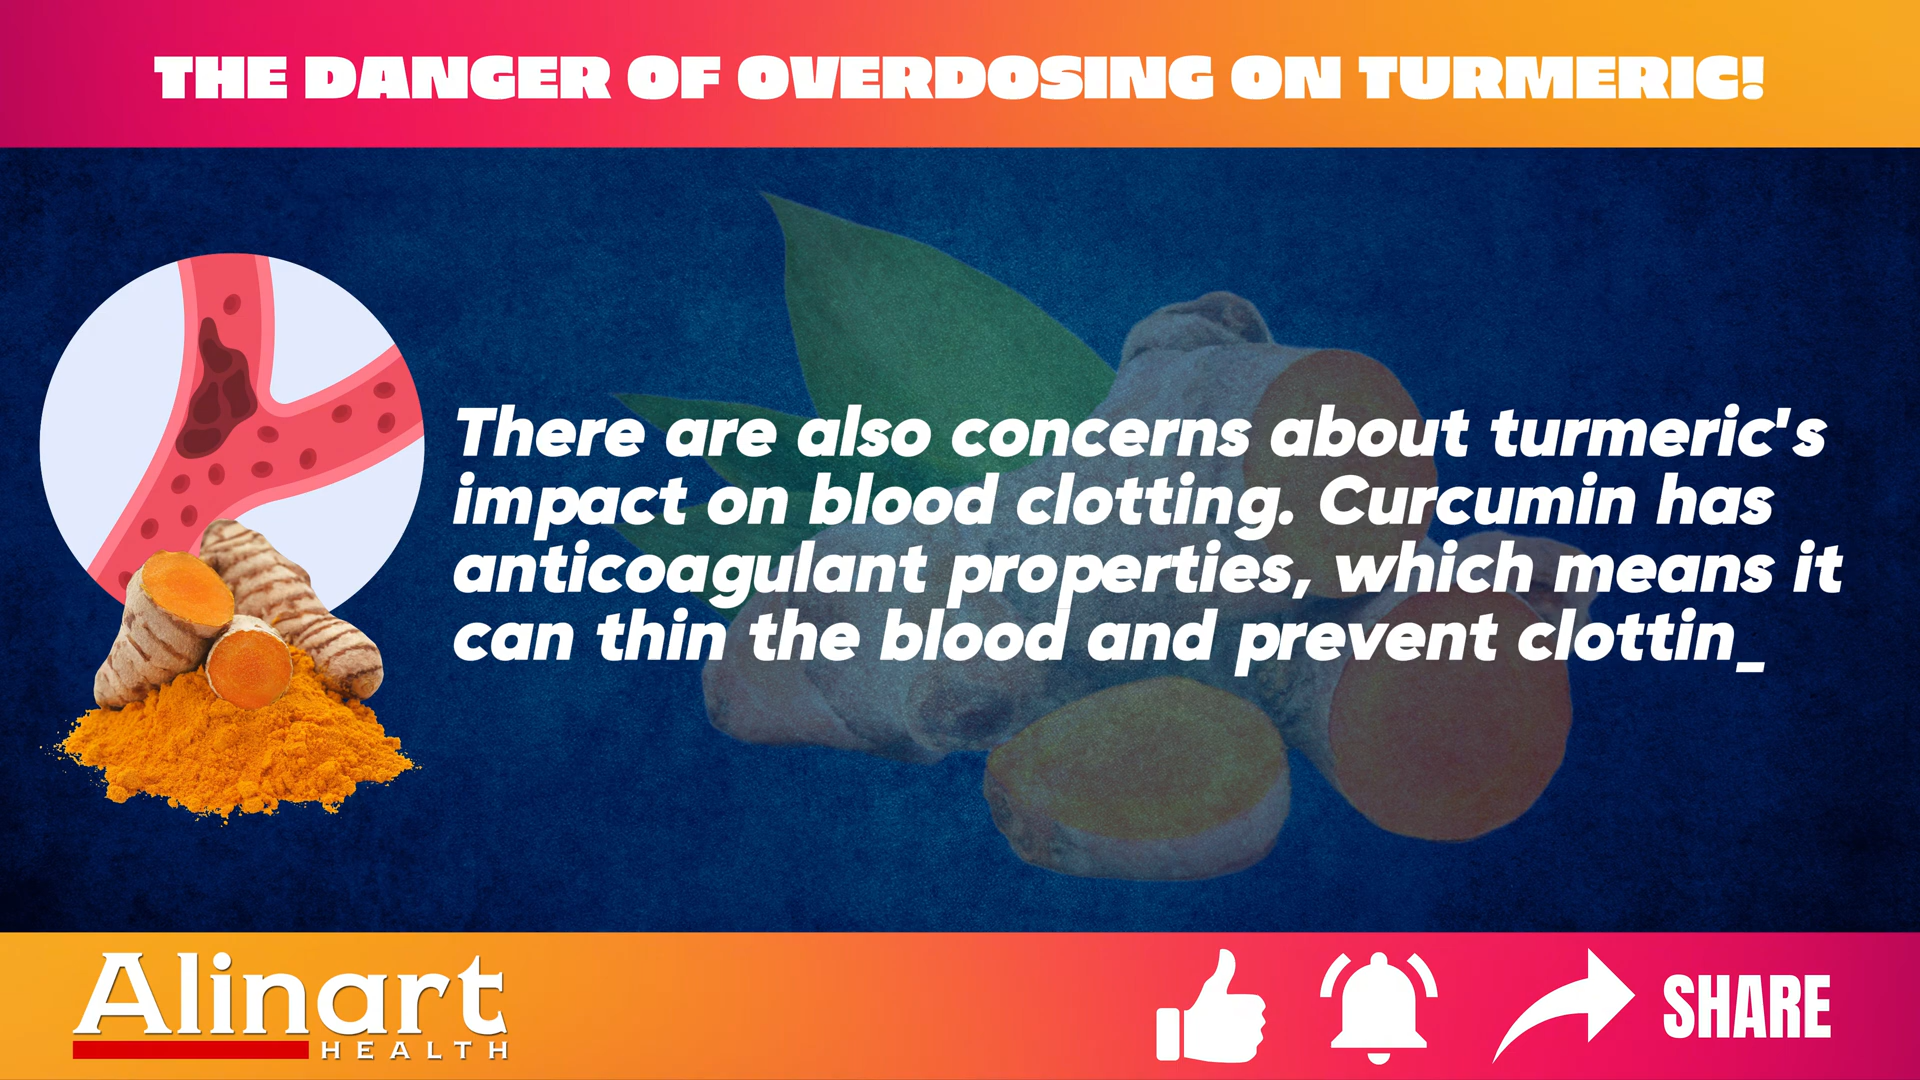 THE DANGER OF OVERDOSING ON TURMERIC!
There are also concerns about turmeric's
impact on blood clotting. Curcumin has
anticoagulant properties, which means it
can thin the blood and prevent clottin_
Alinart
HEALTH
SHARE